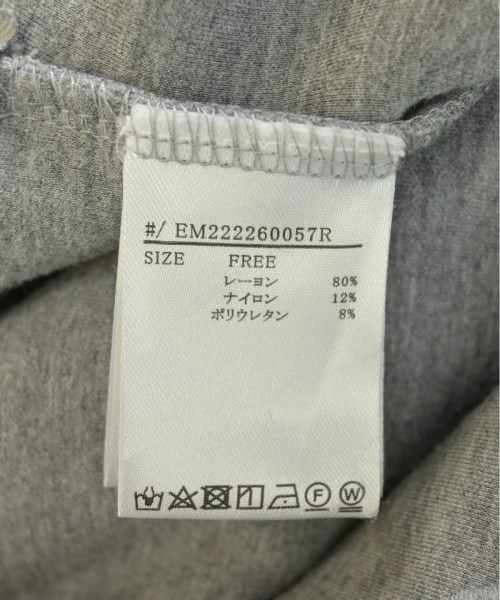 #/ EM222260057R
SIZE FREE
レーヨン 80%
ナイロン 12%
ポリウレタン 8%
F W